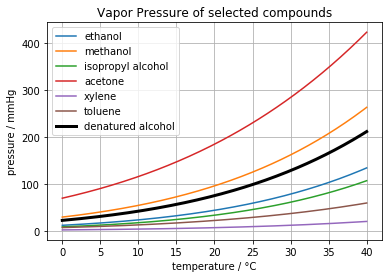 Vapor Pressure of selected compounds
400
300
200
100
0
pressure / mmHg
ethanol
methanol
isopropyl alcohol
acetone
xylene
toluene
denatured alcohol
0 5 10 15 20 25 30 35 40
temperature / °C